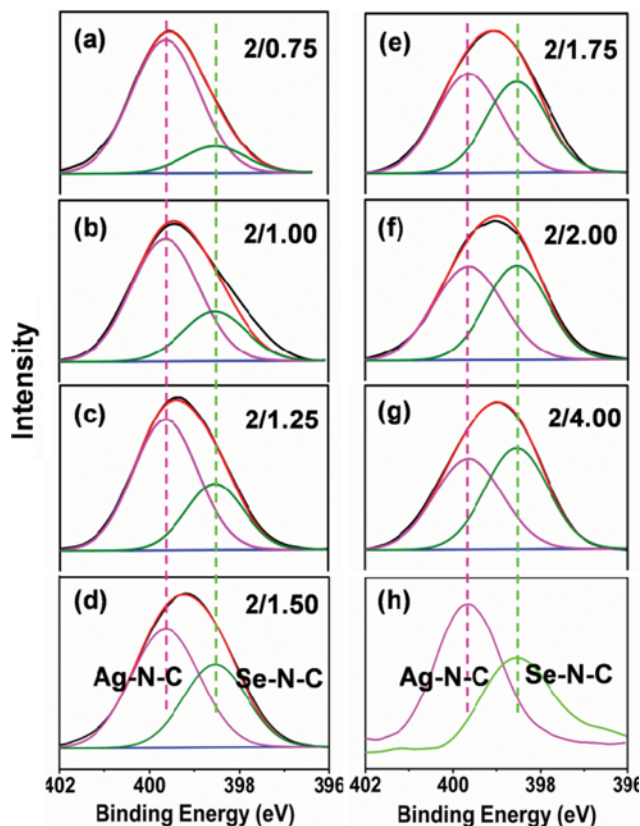 (a)
2/0.75
(e)
2/1.75
(b)
2/1.00
(f)
2/2.00
(c)
2/1.25
(g)
2/4.00
(d)
2/1.50
Ag-N-C
Se-N-C
(h)
Ag-N-C
Se-N-C
Intensity
402
400
398
396
402
400
398
396
Binding Energy (eV)
Binding Energy (eV)